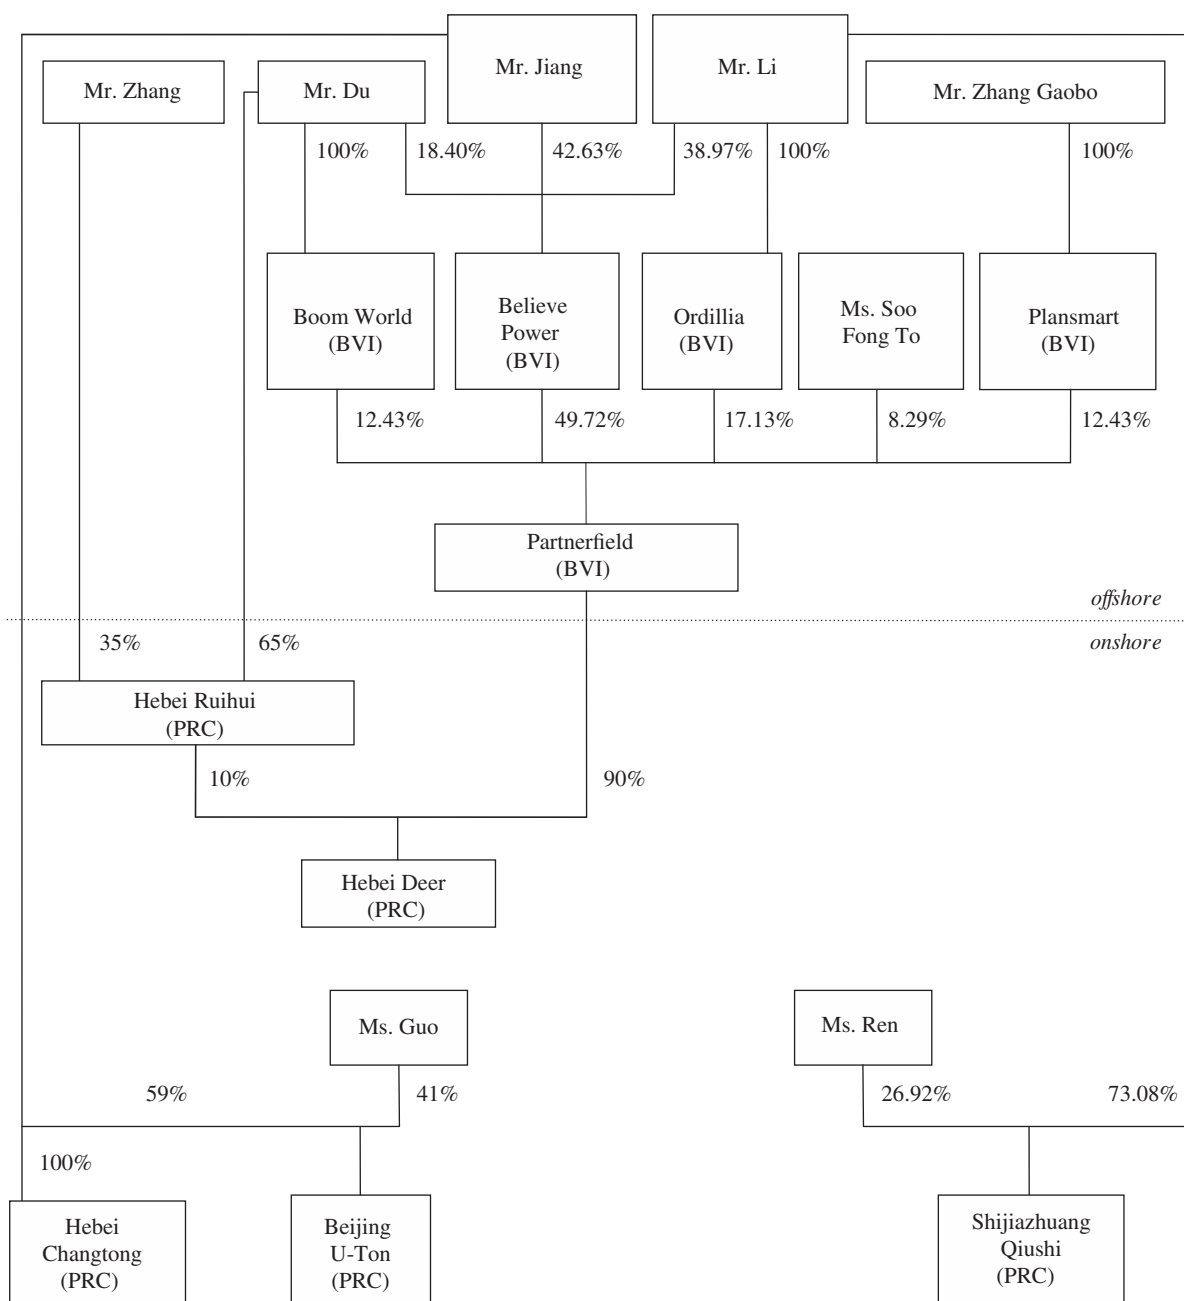 Mr. Jiang
Mr. Li
Mr. Zhang
Mr. Du
Mr. Zhang Gaobo
100%
18.40%
42.63%
38.97%
100%
100%
Boom World
(BVI)
Believe
Power
(BVI)
Ordillia
(BVI)
Ms. Soo
Fong To
Plansmart
(BVI)
12.43%
49.72%
17.13%
8.29%
12.43%
Partnerfield
(BVI)
offshore
onshore
35%
65%
Hebei Ruihui
(PRC)
10%
90%
Hebei Deer
(PRC)
Ms. Guo
Ms. Ren
59%
41%
26.92%
73.08%
100%
Hebei
Changtong
(PRC)
Beijing
U-Ton
(PRC)
Shijiazhuang
Qiushi
(PRC)